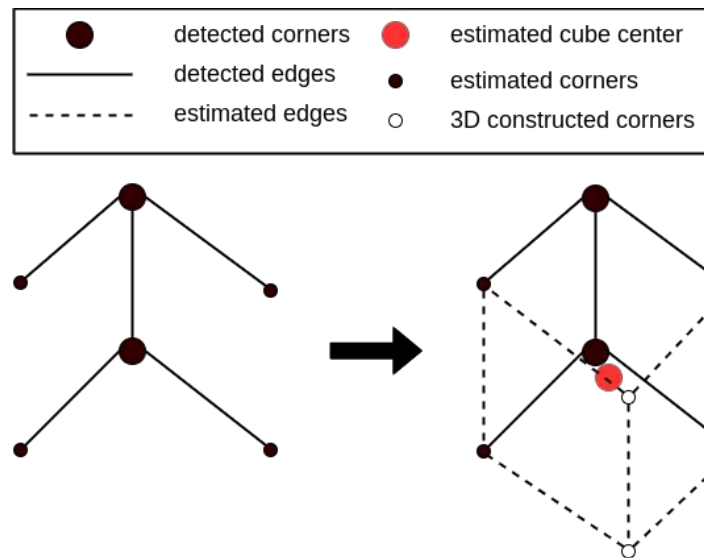 detected corners
estimated cube center
detected edges
estimated corners
estimated edges
3D constructed corners